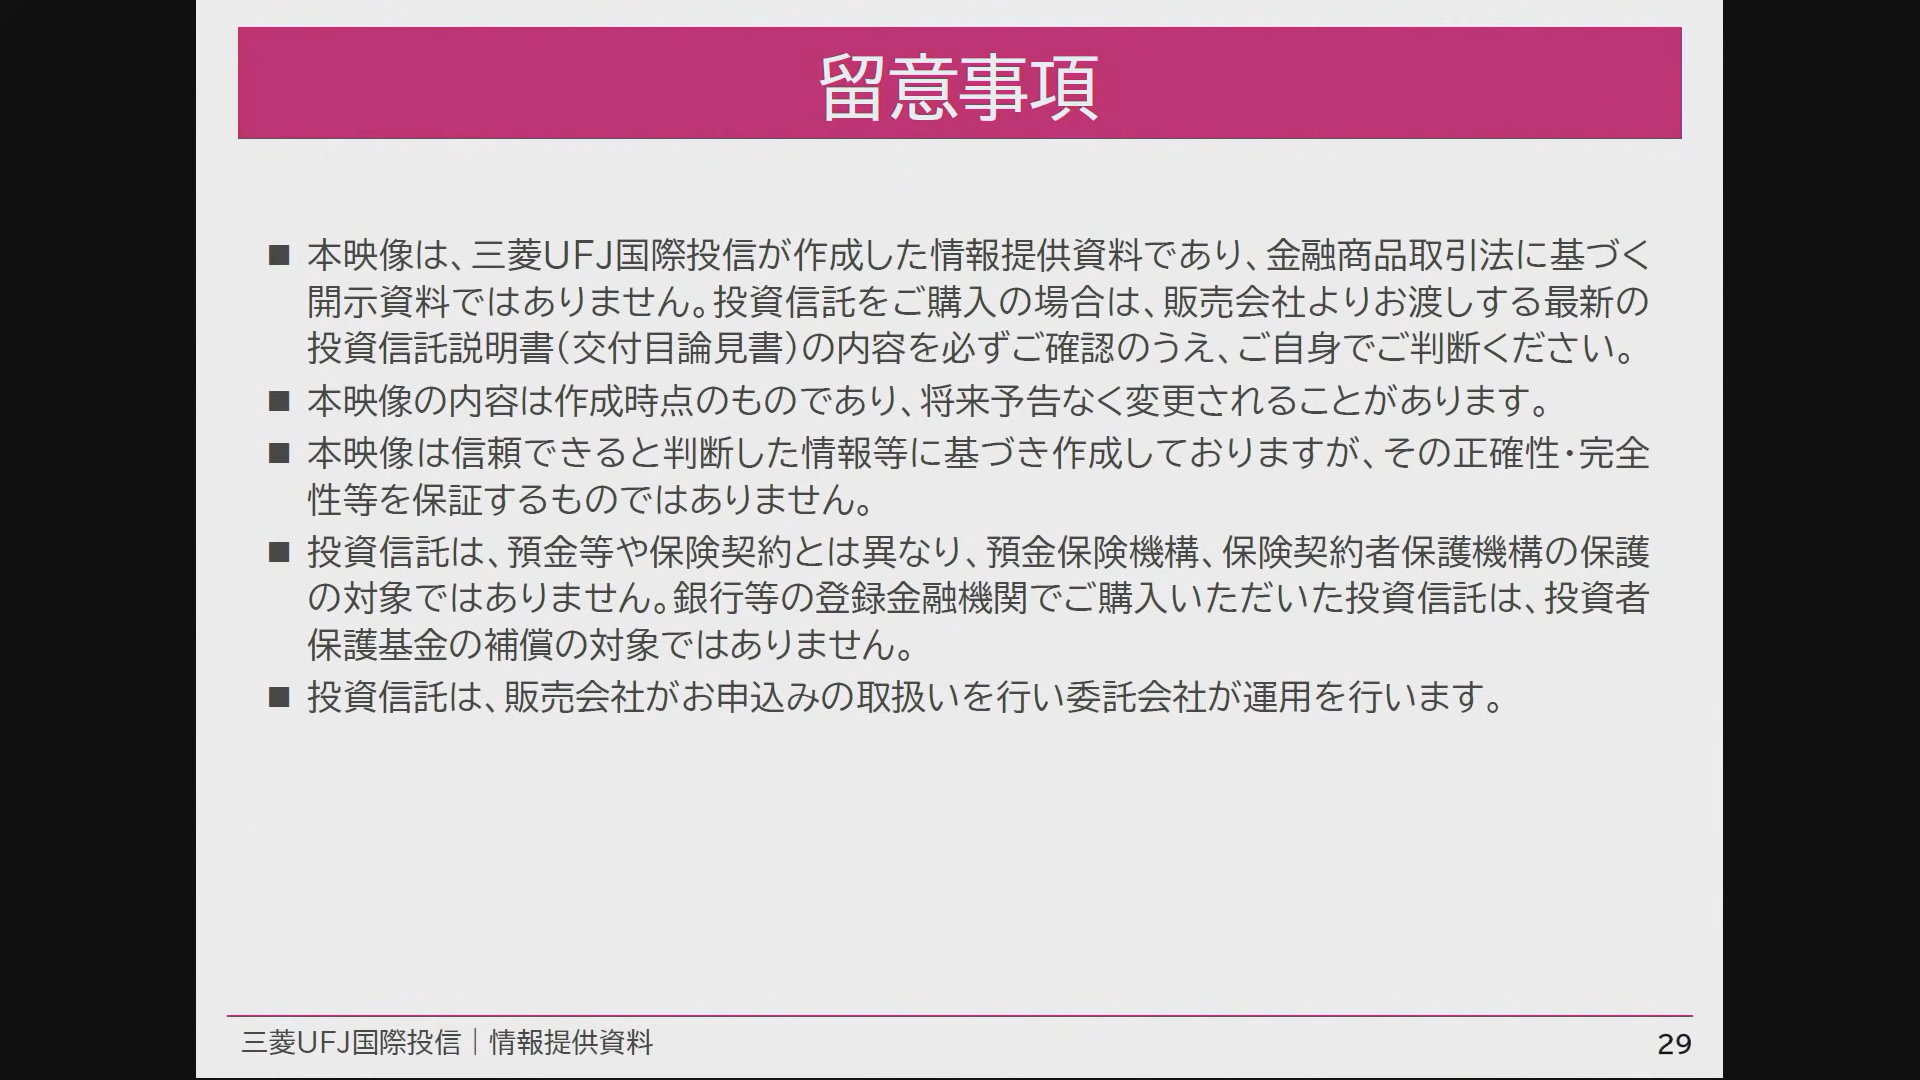 留意事項
■ 本映像は、三菱UFJ国際投信が作成した情報提供資料であり、金融商品取引法に基づく
開示資料ではありません。投資信託をご購入の場合は、販売会社よりお渡しする最新の
投資信託説明書(交付目論見書)の内容を必ずご確認のうえ、ご自身でご判断ください。
■ 本映像の内容は作成時点のものであり、将来予告なく変更されることがあります。
■ 本映像は信頼できると判断した情報等に基づき作成しておりますが、その正確性・完全
性等を保証するものではありません。
■ 投資信託は、預金等や保険契約とは異なり、預金保険機構、保険契約者保護機構の保護
の対象ではありません。銀行等の登録金融機関でご購入いただいた投資信託は、投資者
保護基金の補償の対象ではありません。
■ 投資信託は、販売会社がお申込みの取扱いを行い委託会社が運用を行います。
三菱UFJ国際投信｜情報提供資料
29